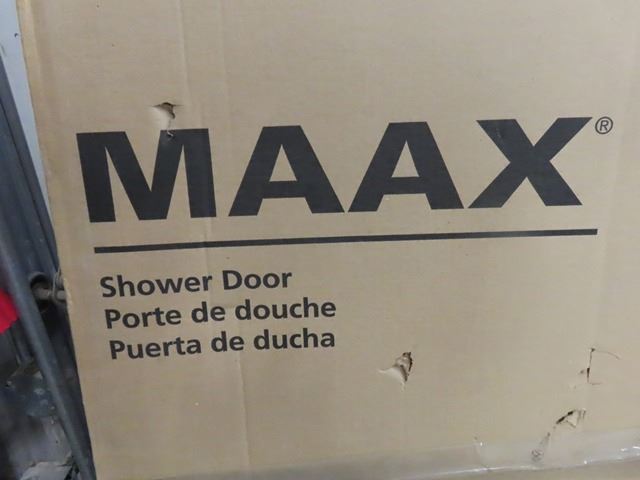 MAAX®
Shower Door
Porte de douche
Puerta de ducha